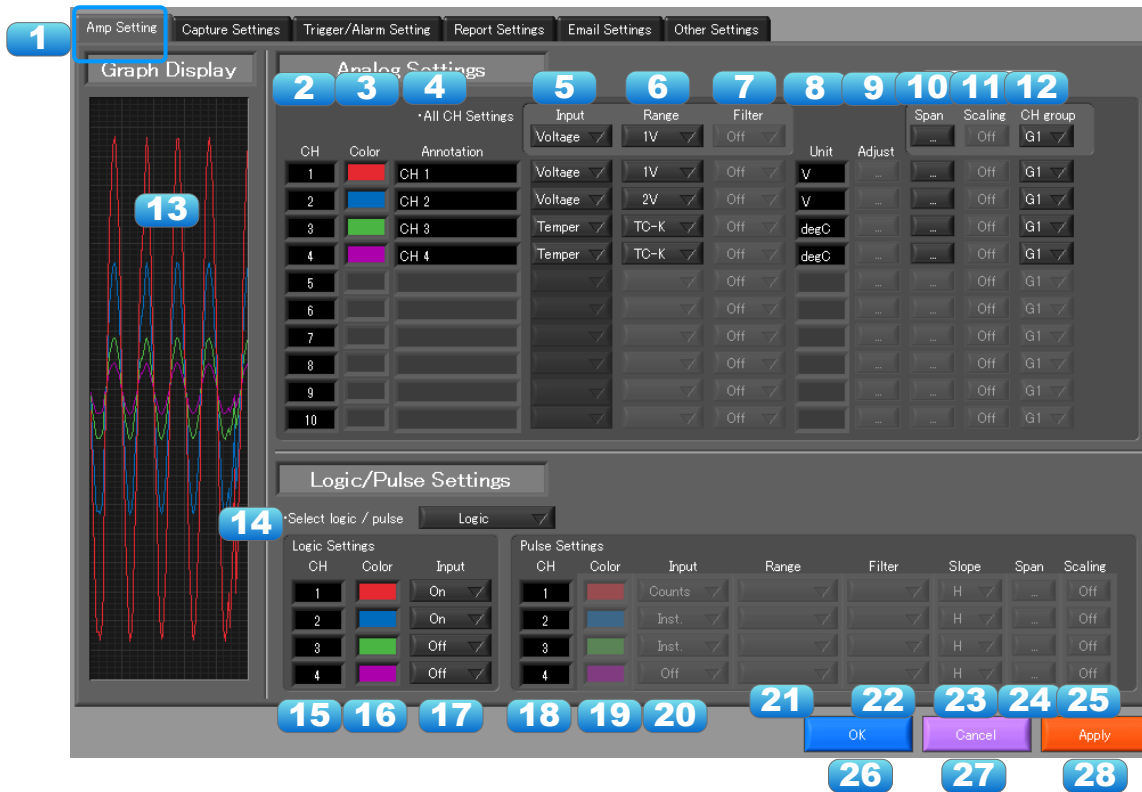 1 Amp Setting Capture Settings Trigger/Alarm Setting Report Settings Email Settings Other Settings
Graph Display
Analog Settings
2 3 4 5 6 7 8 9 10 11 12
・All CH Settings Input Range Filter Span Scaling CH group
Voltage 1V Off ... Off G1
CH Color Annotation Unit Adjust
1 CH 1 Voltage 1V Off V ... ... Off G1
2 CH 2 Voltage 2V Off V ... ... Off G1
3 CH 3 Temper TC-K Off degC ... ... Off G1
4 CH 4 Temper TC-K Off degC ... ... Off G1
5 Off ... ... Off G1
6 Off ... ... Off G1
7 Off ... ... Off G1
8 Off ... ... Off G1
9 Off ... ... Off G1
10 Off ... ... Off G1
13
Logic/Pulse Settings
14 ・Select logic / pulse Logic
Logic Settings
CH Color Input
1 On
2 On
3 Off
4 Off
Pulse Settings
CH Color Input Range Filter Slope Span Scaling
1 Counts H ... Off
2 Inst. H ... Off
3 Inst. H ... Off
4 Off H ... Off
15 16 17 18 19 20 21 22 23 24 25
OK Cancel Apply
26 27 28